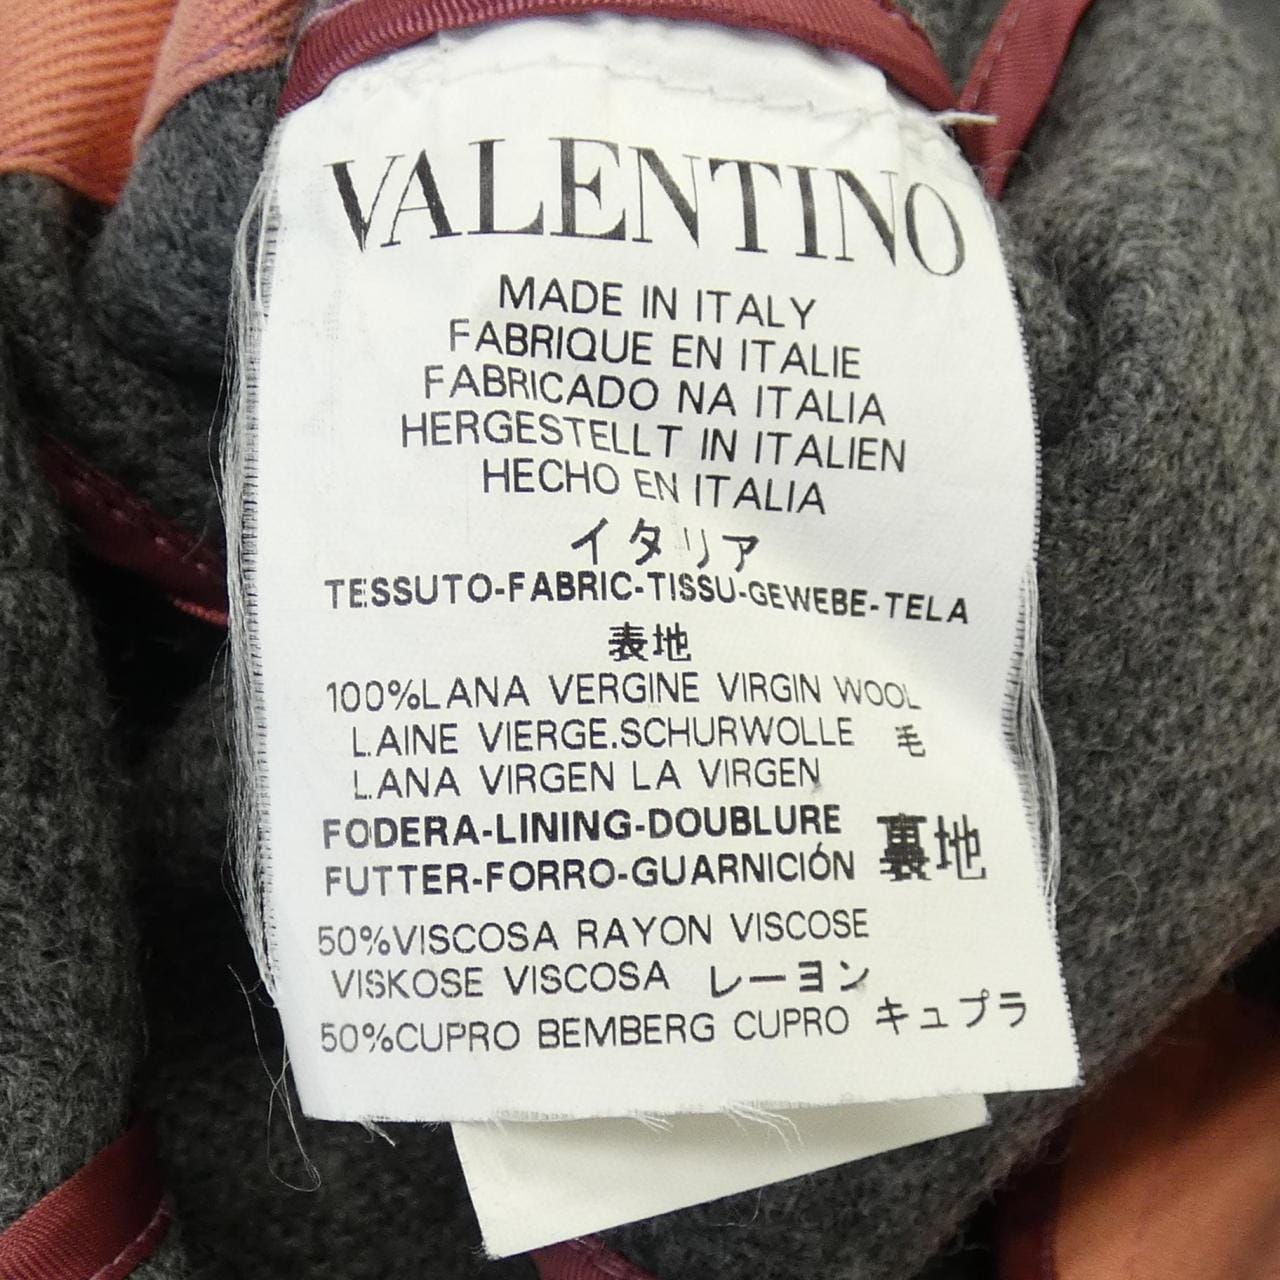 VALENTINO
MADE IN ITALY
FABRIQUE EN ITALIE
FABRICADO NA ITALIA
HERGESTELLT IN ITALIEN
HECHO EN ITALIA
イタリア
TESSUTO-FABRIC-TISSU-GEWEBE-TELA
表地
100%LANA VERGINE VIRGIN WOOL
LAINE VIERGE.SCHURWOLLE 毛
LANA VIRGEN LA VIRGEN
FODERA-LINING-DOUBLURE
FUTTER-FORRO-GUARNICIÓN 裏地
50%VISCOSA RAYON VISCOSE
VISKOSE VISCOSA レーヨン
50%CUPRO BEMBERG CUPRO キュプラ